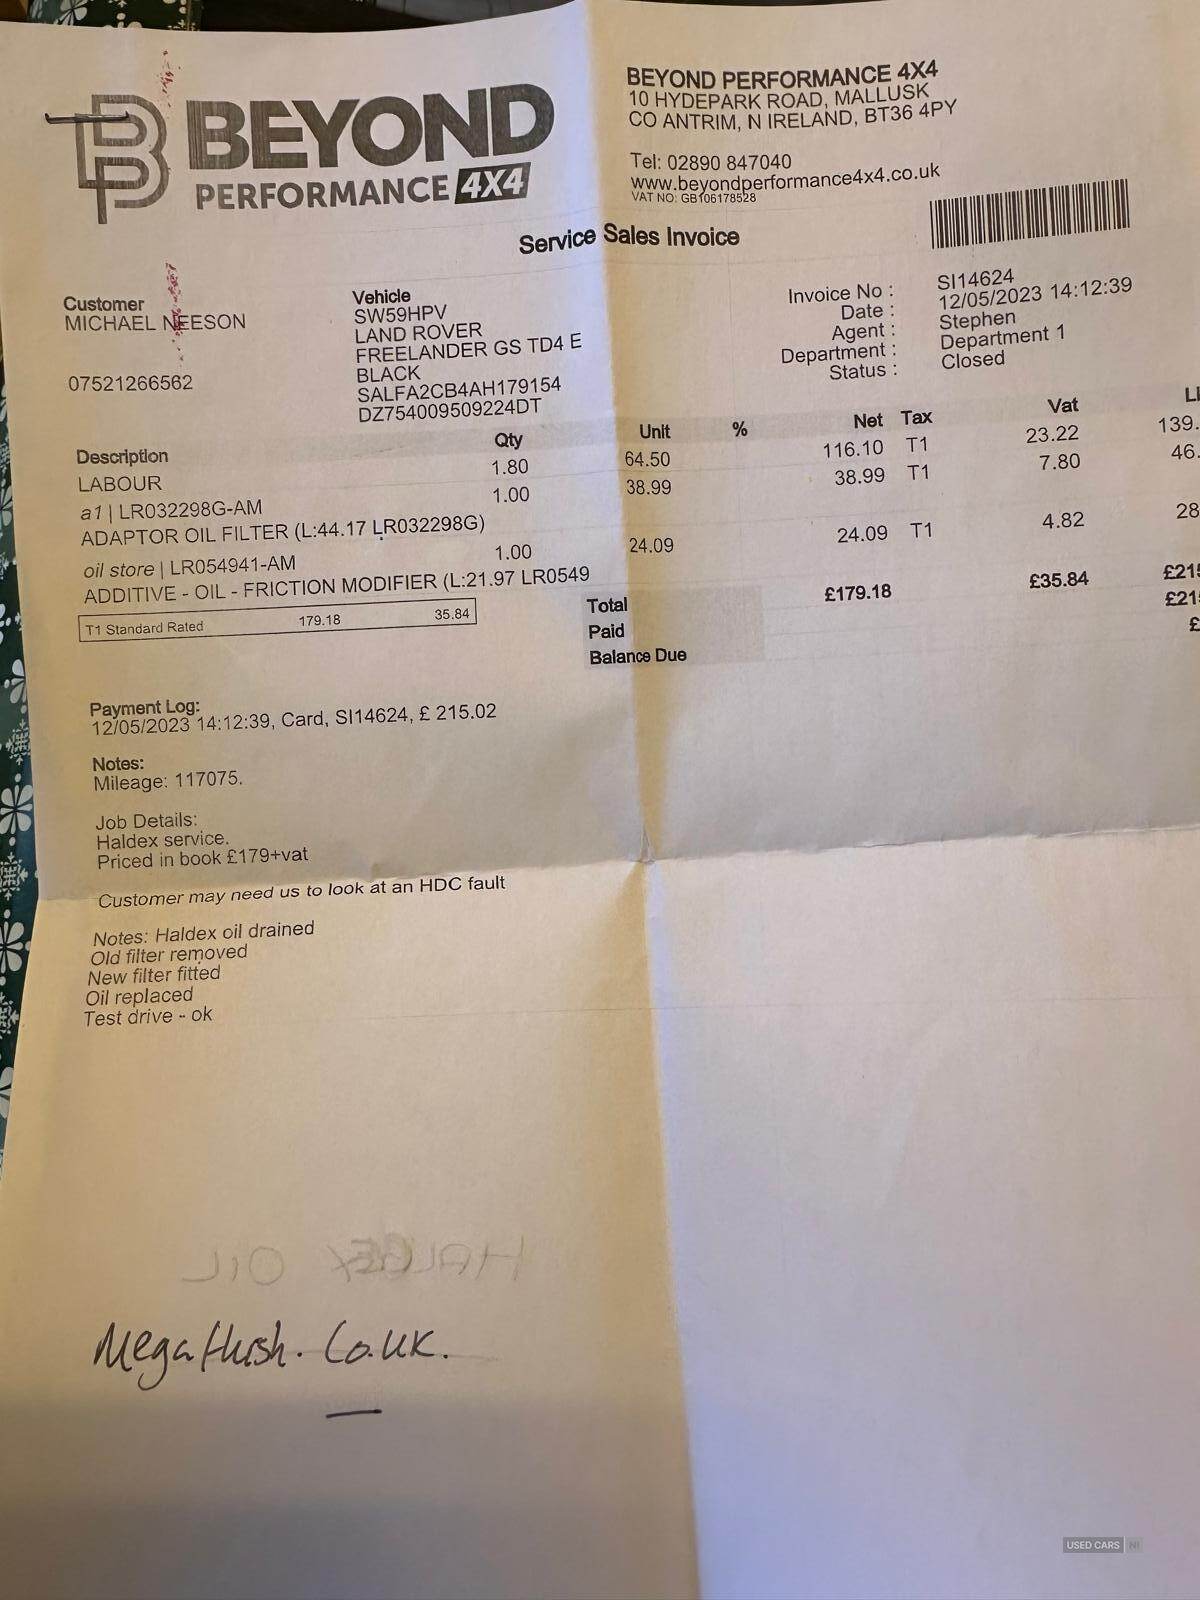 BEYOND
PERFORMANCE 4X4
BEYOND PERFORMANCE 4X4
10 HYDEPARK ROAD, MALLUSK
CO ANTRIM, N IRELAND, BT36 4PY
Tel: 02890 847040
www.beyondperformance4x4.co.uk
VAT NO: GB106178528
Service Sales Invoice
Customer
MICHAEL NEESON
07521266562
Vehicle
SW59HPV
LAND ROVER
FREELANDER GS TD4 E
BLACK
SALFA2CB4AH179154
DZ754009509224DT
Invoice No : SI14624
Date : 12/05/2023 14:12:39
Agent : Stephen
Department : Department 1
Status : Closed
Description Qty Unit % Net Tax Vat Li
LABOUR 1.80 64.50 116.10 T1 23.22 139.
a1 | LR032298G-AM 1.00 38.99 38.99 T1 7.80 46.
ADAPTOR OIL FILTER (L:44.17 LR032298G)
oil store | LR054941-AM 1.00 24.09 24.09 T1 4.82 28
ADDITIVE - OIL - FRICTION MODIFIER (L:21.97 LR0549
T1 Standard Rated 179.18 35.84
Total £179.18 £35.84 £215
Paid £21
Balance Due £
Payment Log:
12/05/2023 14:12:39, Card, SI14624, £ 215.02
Notes:
Mileage: 117075.
Job Details:
Haldex service.
Priced in book £179+vat
Customer may need us to look at an HDC fault
Notes: Haldex oil drained
Old filter removed
New filter fitted
Oil replaced
Test drive - ok
HALDEX OIL
Megaflush.Co.UK.
USED CARS NI